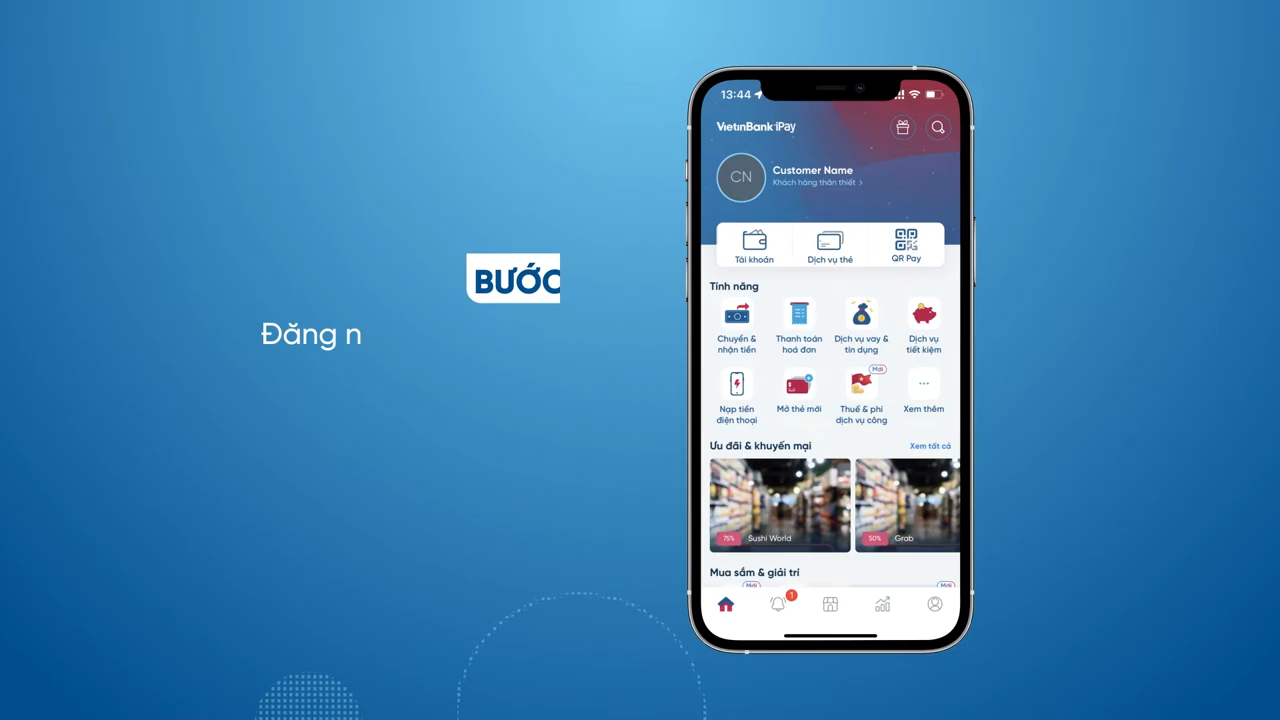 BƯỚC
Đăng n
13:44
VietinBank iPay
CN
Customer Name
Khách hàng thân thiết >
Tài khoản
Dịch vụ thẻ
QR Pay
Tính năng
Chuyển &
nhận tiền
Thanh toán
hoá đơn
Dịch vụ vay &
tín dụng
Dịch vụ
tiết kiệm
Mới
Nạp tiền
điện thoại
Mở thẻ mới
Thuế & phí
dịch vụ công
Xem thêm
Ưu đãi & khuyến mại
Xem tất cả
75%
Sushi World
50%
Grab
Mua sắm & giải trí
Mới
Mới
1